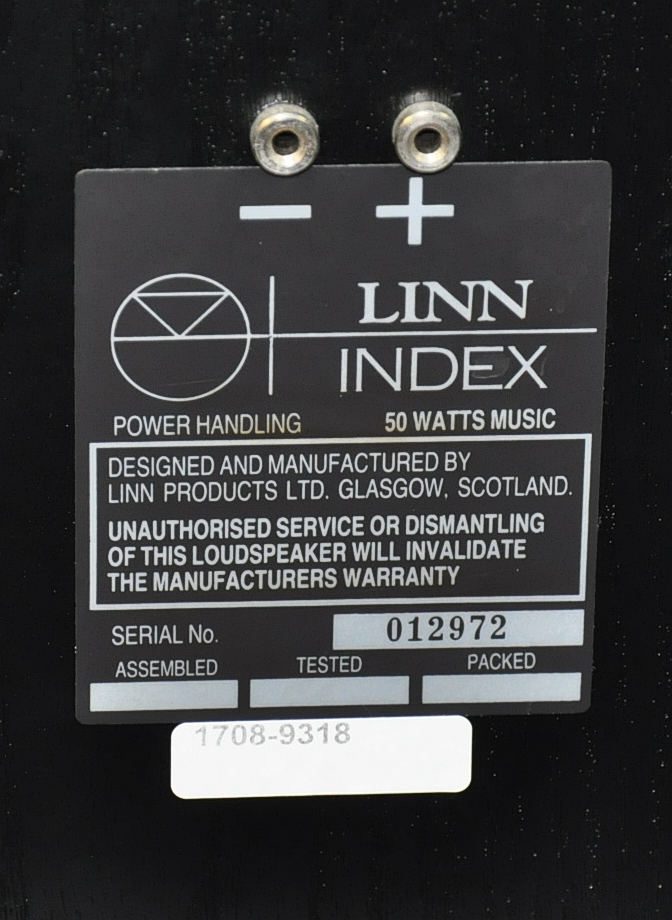 − +
LINN
INDEX
POWER HANDLING 50 WATTS MUSIC
DESIGNED AND MANUFACTURED BY
LINN PRODUCTS LTD. GLASGOW, SCOTLAND.
UNAUTHORISED SERVICE OR DISMANTLING
OF THIS LOUDSPEAKER WILL INVALIDATE
THE MANUFACTURERS WARRANTY
SERIAL No. 012972
ASSEMBLED TESTED PACKED
1708-9318